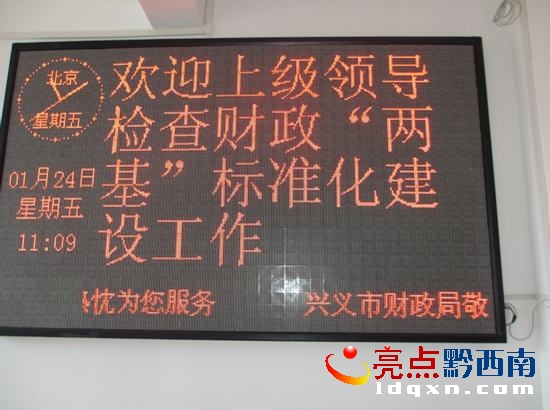 北京
星期五
01月24日
星期五
11:09
欢迎上级领导
检查财政“两
基”标准化建
设工作
忱为您服务
兴义市财政局敬
亮点黔西南
ldqxn.com